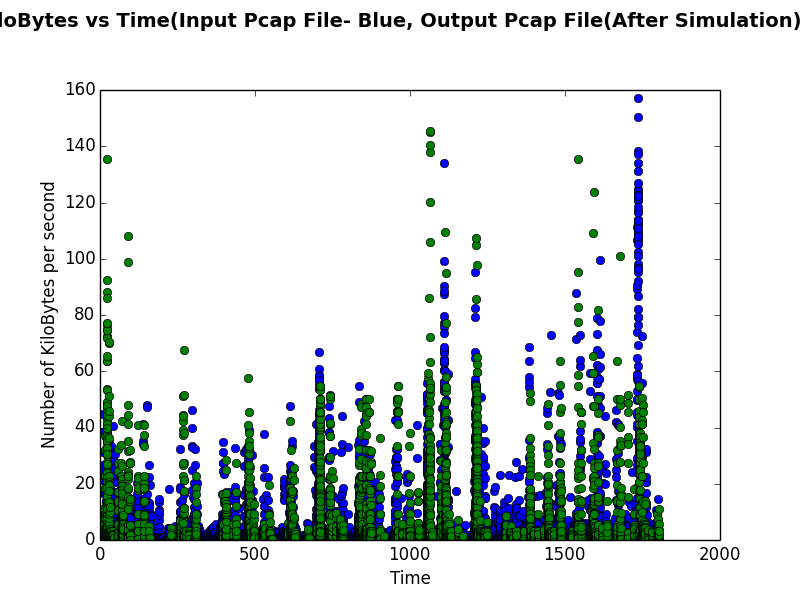 loBytes vs Time(Input Pcap File- Blue, Output Pcap File(After Simulation)
160
140
120
100
80
60
40
20
0
Number of KiloBytes per second
0 500 1000 1500 2000
Time